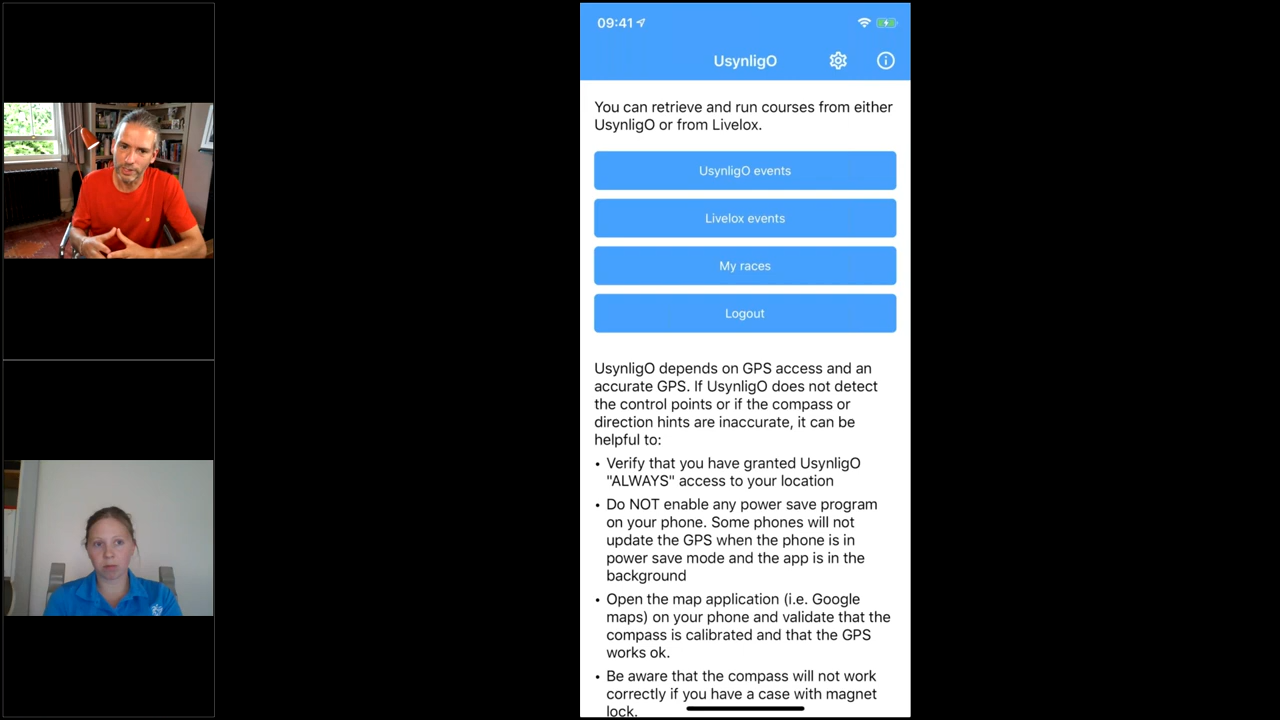 09:41
UsynligO
You can retrieve and run courses from either
UsynligO or from Livelox.
UsynligO events
Livelox events
My races
Logout
UsynligO depends on GPS access and an
accurate GPS. If UsynligO does not detect
the control points or if the compass or
direction hints are inaccurate, it can be
helpful to:
• Verify that you have granted UsynligO
"ALWAYS" access to your location
• Do NOT enable any power save program
on your phone. Some phones will not
update the GPS when the phone is in
power save mode and the app is in the
background
• Open the map application (i.e. Google
maps) on your phone and validate that the
compass is calibrated and that the GPS
works ok.
• Be aware that the compass will not work
correctly if you have a case with magnet
lock.